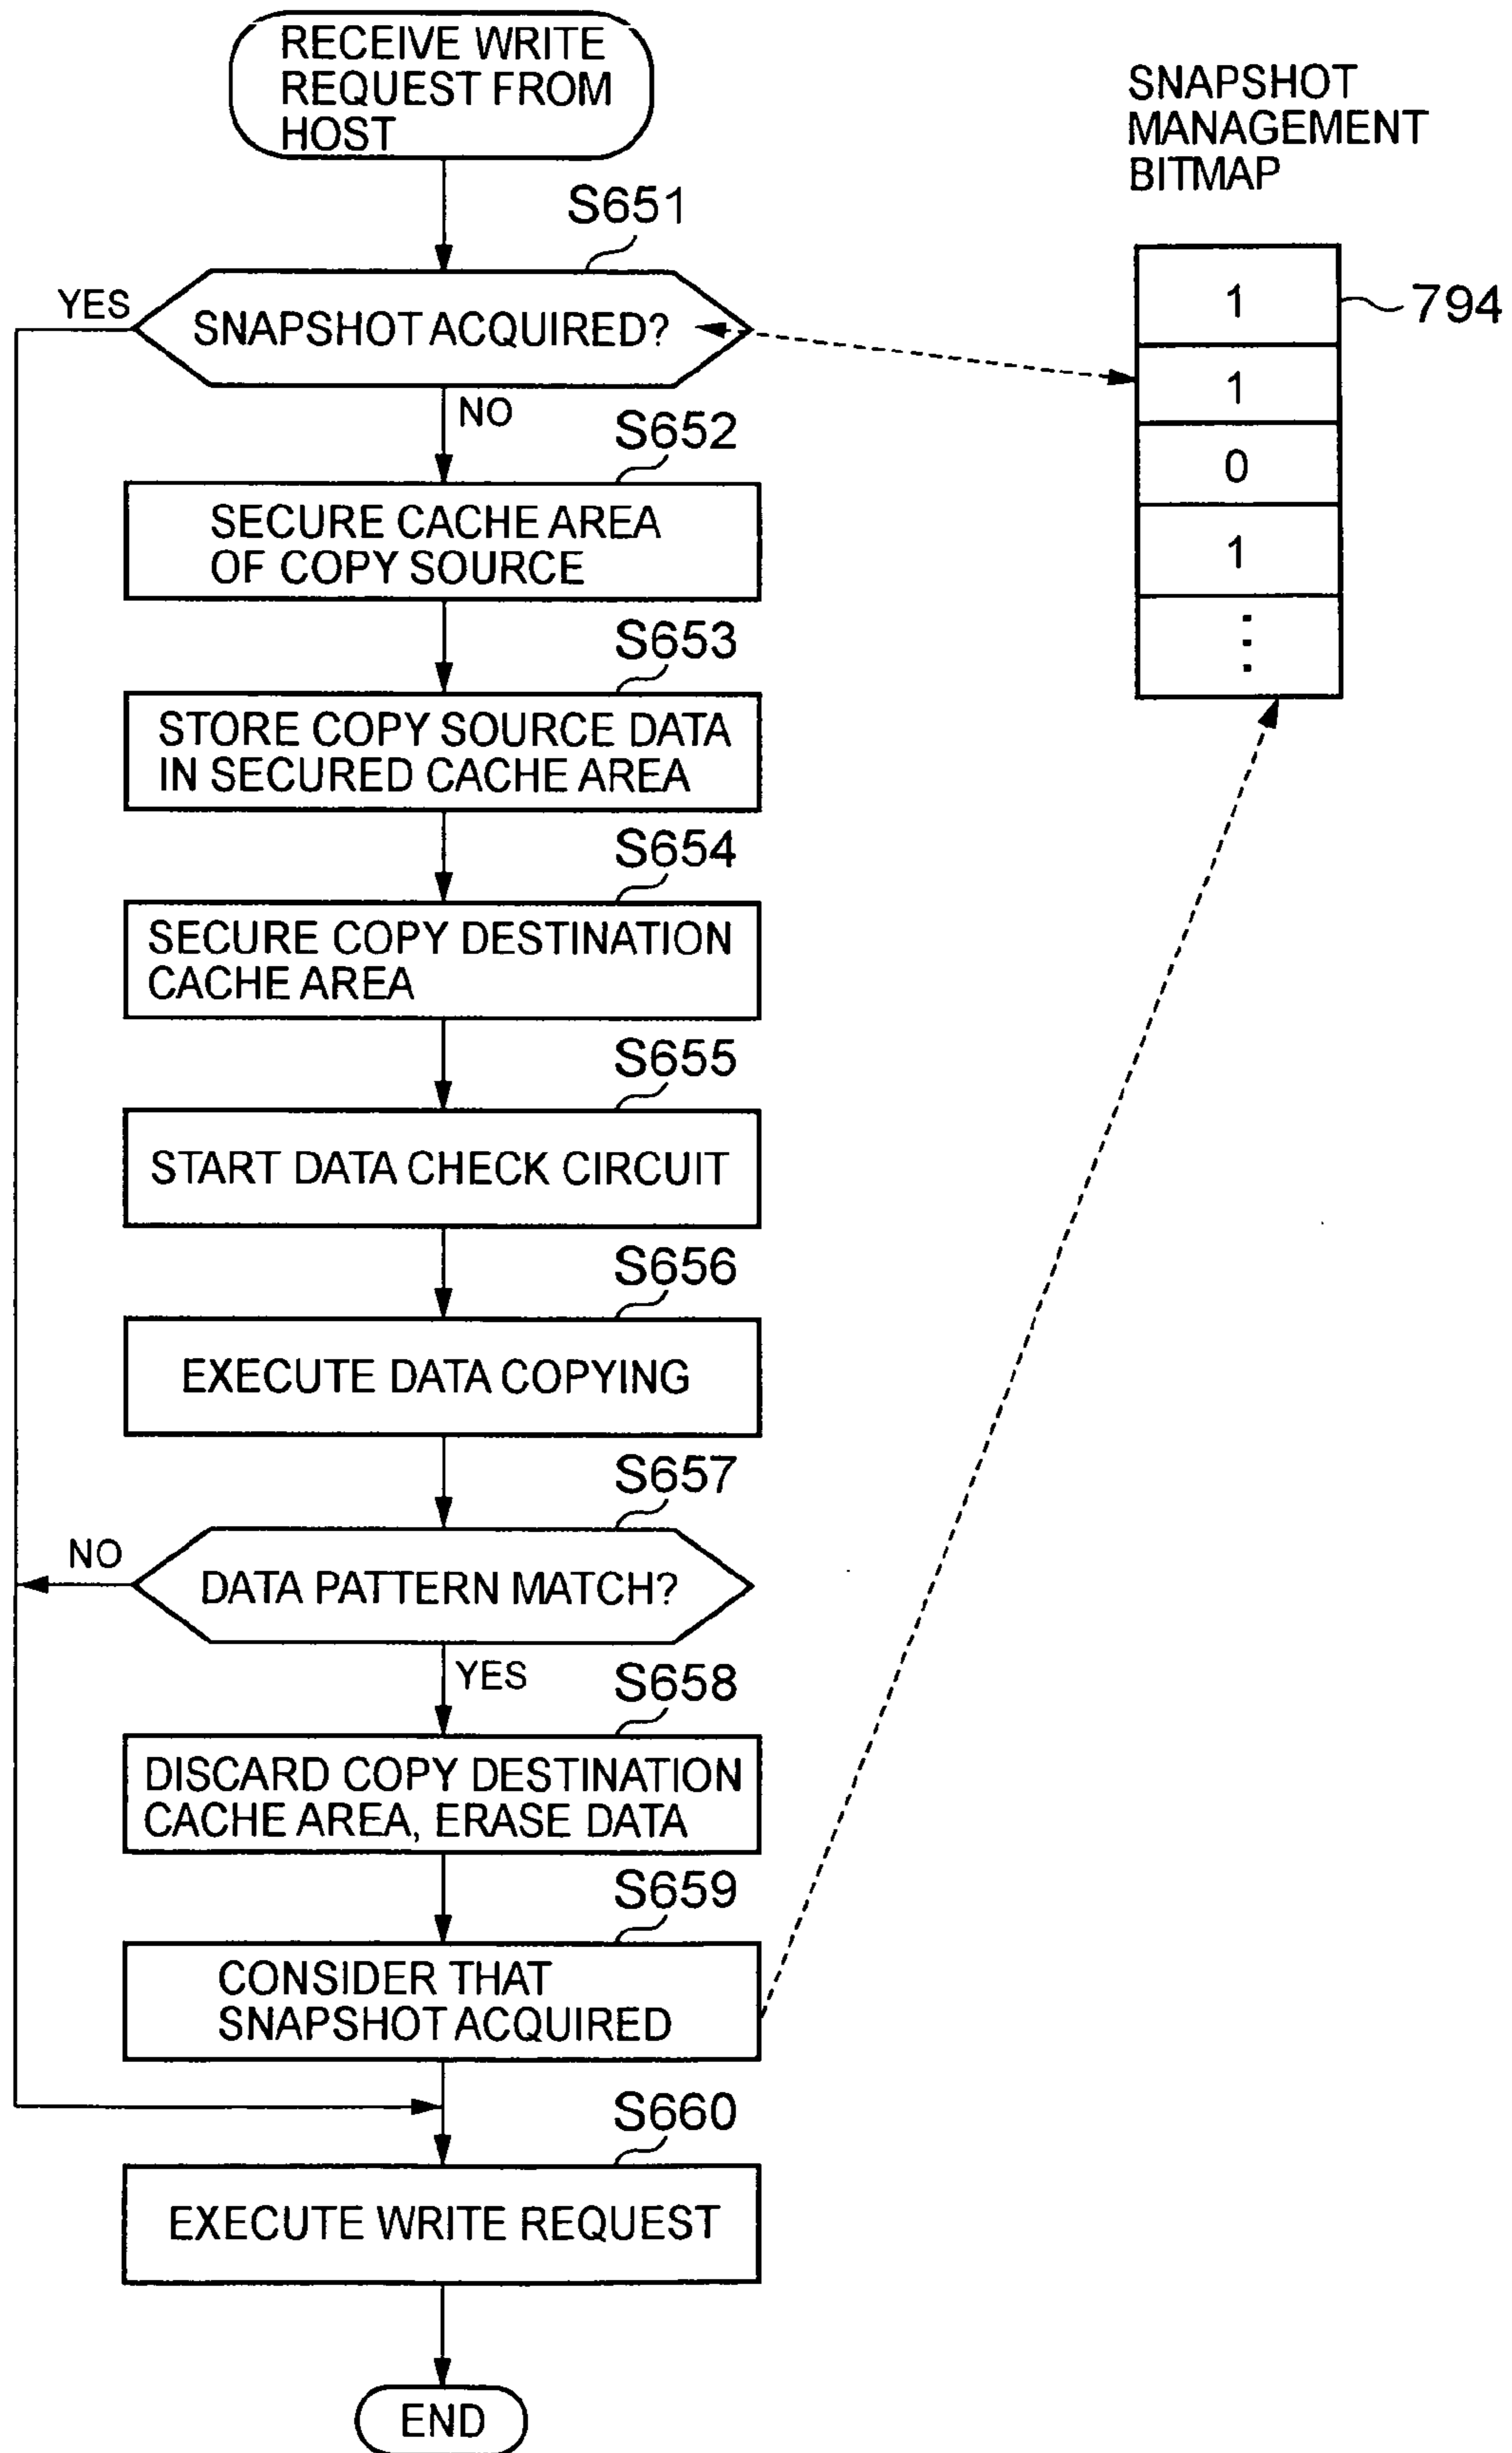 RECEIVE WRITE
REQUEST FROM
HOST
SNAPSHOT
MANAGEMENT
BITMAP
S651
YES
SNAPSHOT ACQUIRED?
1
794
1
NO
0
S652
SECURE CACHE AREA
OF COPY SOURCE
1
S653
STORE COPY SOURCE DATA
IN SECURED CACHE AREA
S654
SECURE COPY DESTINATION
CACHE AREA
S655
START DATA CHECK CIRCUIT
S656
EXECUTE DATA COPYING
S657
NO
DATA PATTERN MATCH?
YES
S658
DISCARD COPY DESTINATION
CACHE AREA, ERASE DATA
S659
CONSIDER THAT
SNAPSHOT ACQUIRED
S660
EXECUTE WRITE REQUEST
END